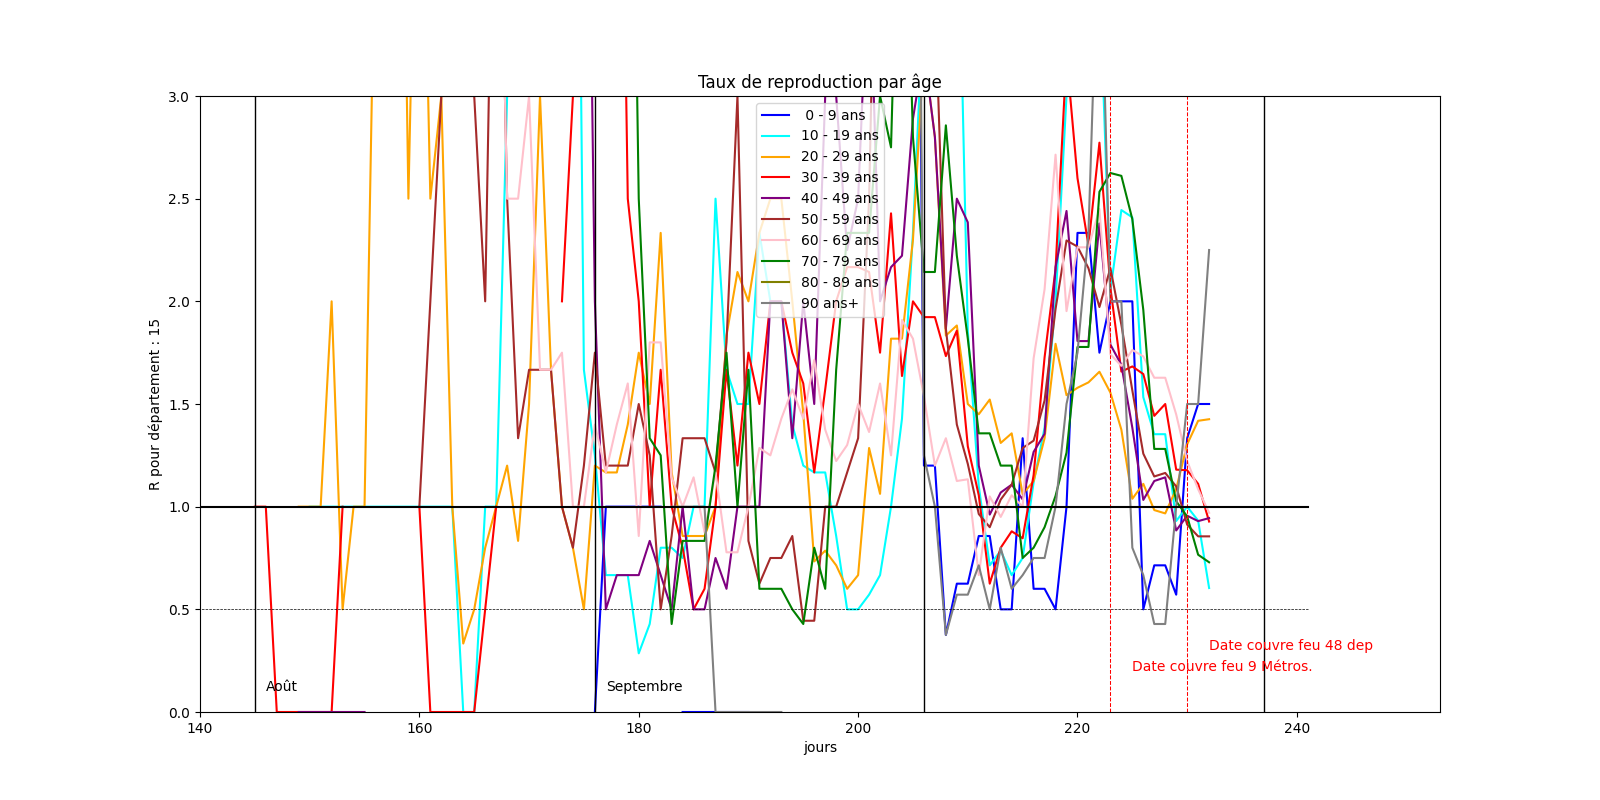 Taux de reproduction par âge
R pour département : 15
3.0
2.5
2.0
1.5
1.0
0.5
0.0
0 - 9 ans
10 - 19 ans
20 - 29 ans
30 - 39 ans
40 - 49 ans
50 - 59 ans
60 - 69 ans
70 - 79 ans
80 - 89 ans
90 ans+
Date couvre feu 48 dep
Date couvre feu 9 Métros.
Août
Septembre
140
160
180
200
220
240
jours